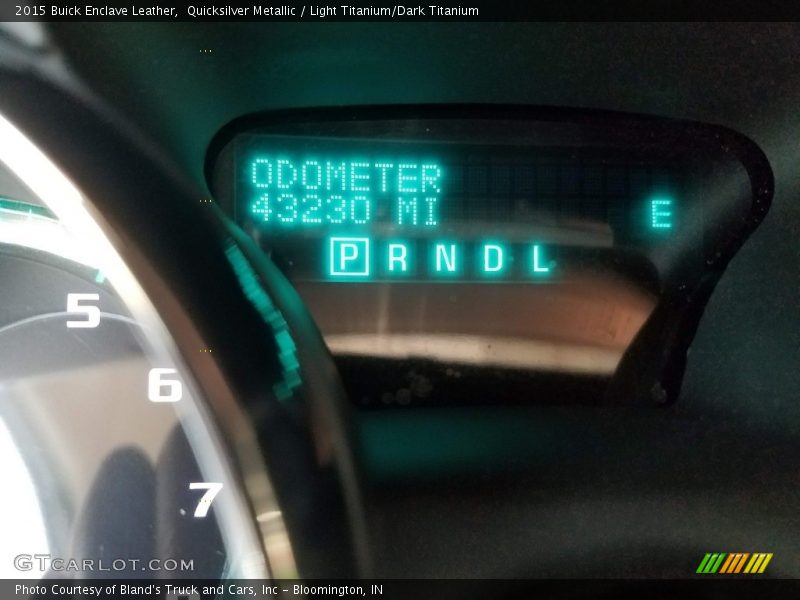 2015 Buick Enclave Leather,  Quicksilver Metallic / Light Titanium/Dark Titanium
ODOMETER
43230 MI
E
P R N D L
5
6
7
GTCARLOT.COM
Photo Courtesy of Bland's Truck and Cars, Inc – Bloomington, IN